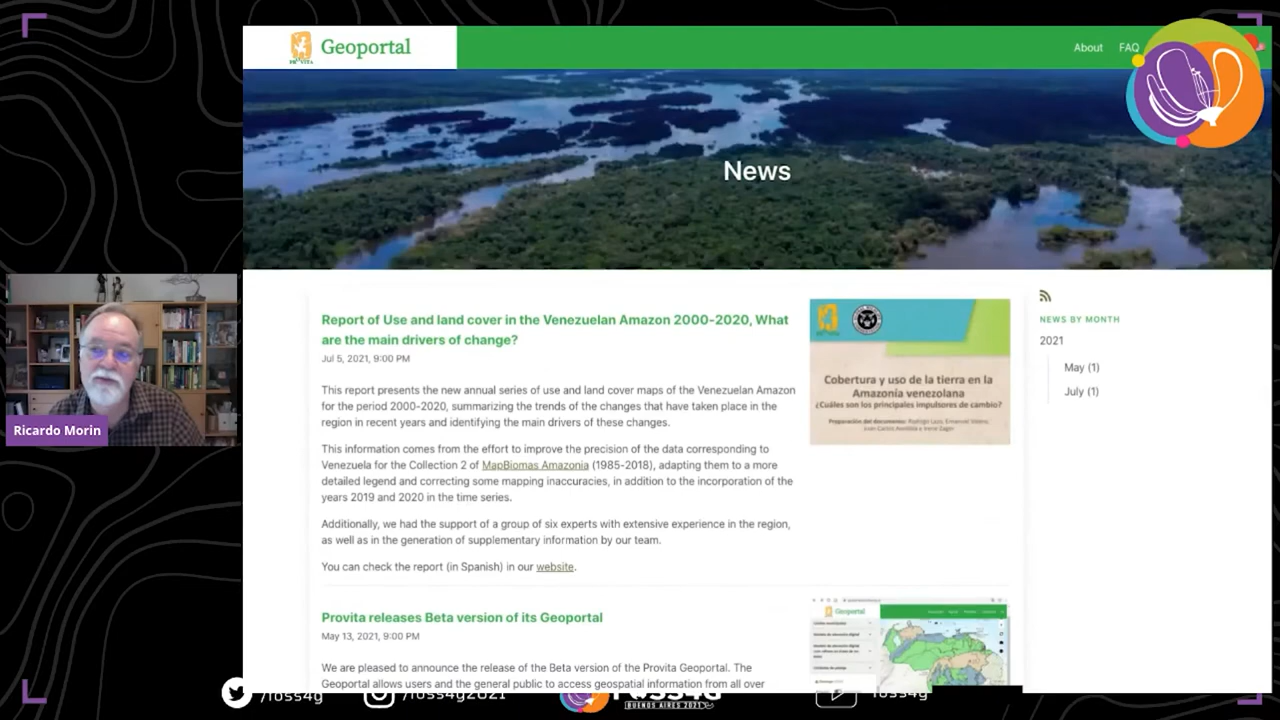 Geoportal
PROVITA
About
FAQ
News
Report of Use and land cover in the Venezuelan Amazon 2000-2020, What
are the main drivers of change?
Jul 5, 2021, 9:00 PM
This report presents the new annual series of use and land cover maps of the Venezuelan Amazon
for the period 2000-2020, summarizing the trends of the changes that have taken place in the
region in recent years and identifying the main drivers of these changes.
This information comes from the effort to improve the precision of the data corresponding to
Venezuela for the Collection 2 of MapBiomas Amazonia (1985-2018), adapting them to a more
detailed legend and correcting some mapping inaccuracies, in addition to the incorporation of the
years 2019 and 2020 in the time series.
Additionally, we had the support of a group of six experts with extensive experience in the region,
as well as in the generation of supplementary information by our team.
You can check the report (in Spanish) in our website.
Cobertura y uso de la tierra en la
Amazonía venezolana
¿Cuáles son los principales impulsores de cambio?
NEWS BY MONTH
2021
May (1)
July (1)
Provita releases Beta version of its Geoportal
May 13, 2021, 9:00 PM
We are pleased to announce the release of the Beta version of the Provita Geoportal. The
Geoportal allows users and the general public to access geospatial information from all over
Geoportal
Ricardo Morin
/foss4g
/foss4g2021
FOSS4G
BUENOS AIRES 2021
foss4g